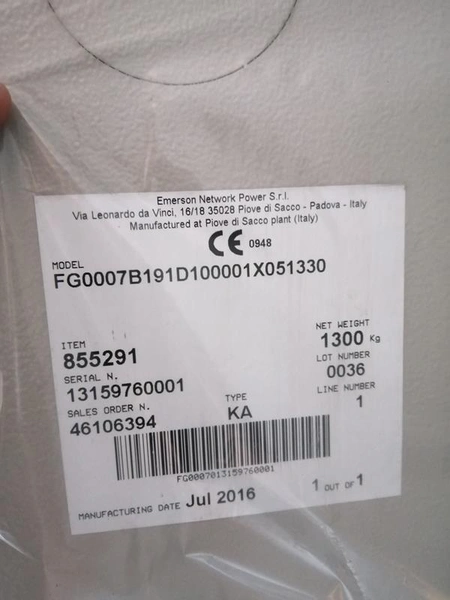 Emerson Network Power S.r.l.
Via Leonardo da Vinci, 16/18 35028 Piove di Sacco - Padova - Italy
Manufactured at Piove di Sacco plant (Italy)
CE 0948
MODEL
FG0007B191D100001X051330
ITEM
855291
NET WEIGHT
1300 Kg
SERIAL N.
13159760001
LOT NUMBER
0036
SALES ORDER N.
46106394
TYPE
KA
LINE NUMBER
1
FG0007013159760001
MANUFACTURING DATE Jul 2016
1 OUT OF 1